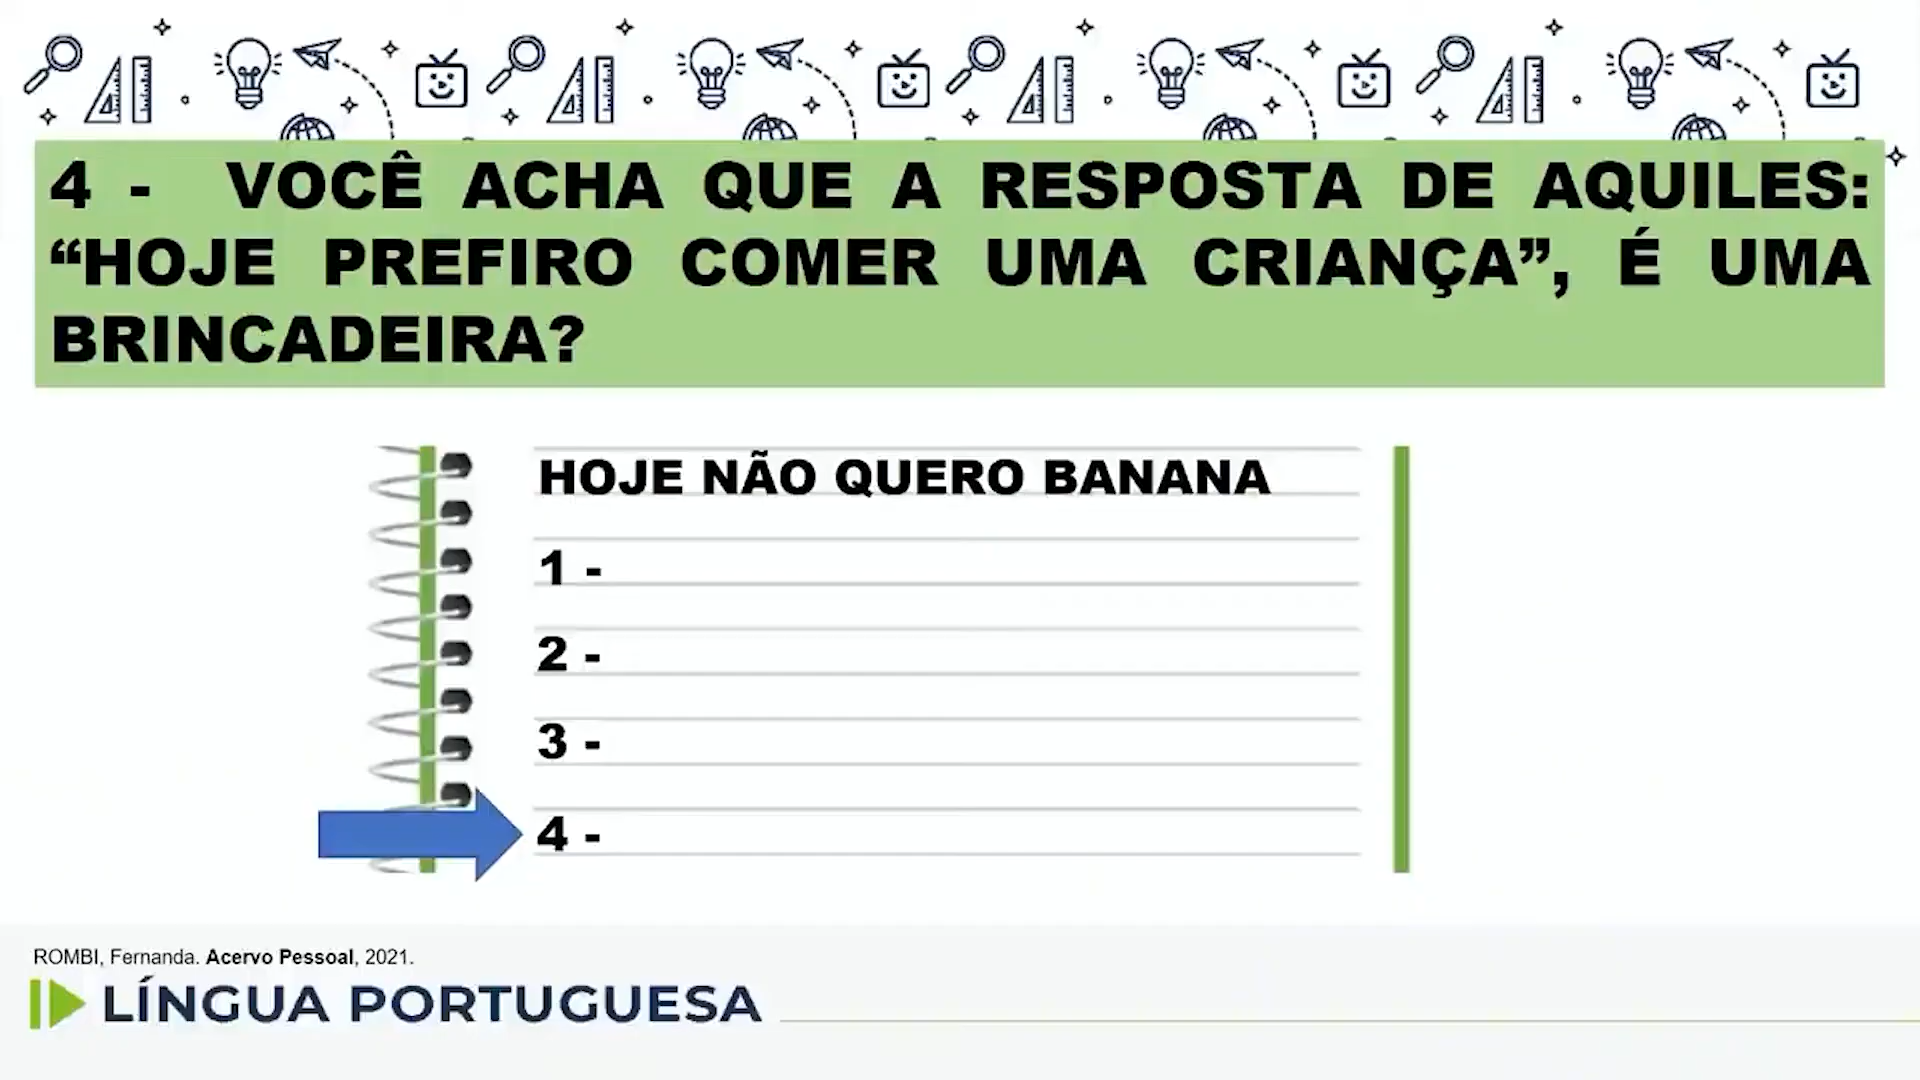 4 - VOCÊ ACHA QUE A RESPOSTA DE AQUILES:
“HOJE PREFIRO COMER UMA CRIANÇA”, É UMA
BRINCADEIRA?
HOJE NÃO QUERO BANANA
1 -
2 -
3 -
4 -
ROMBI, Fernanda. Acervo Pessoal, 2021.
LÍNGUA PORTUGUESA